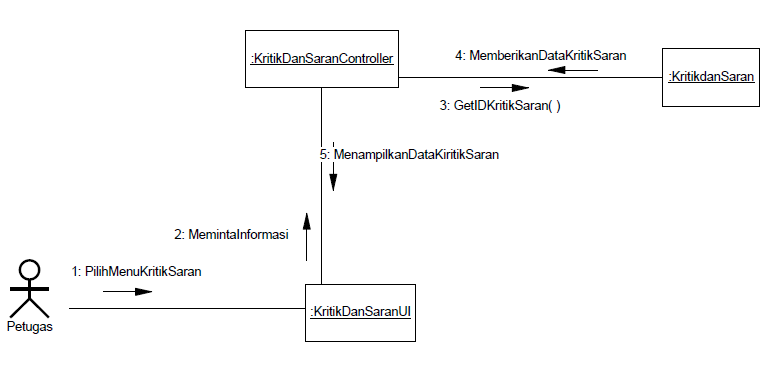 :KritikDanSaranController
4: MemberikanDataKritikSaran
:KritikdanSaran
3: GetIDKritikSaran( )
5: MenampilkanDataKiritikSaran
2: MemintaInformasi
1: PilihMenuKritikSaran
:KritikDanSaranUI
Petugas